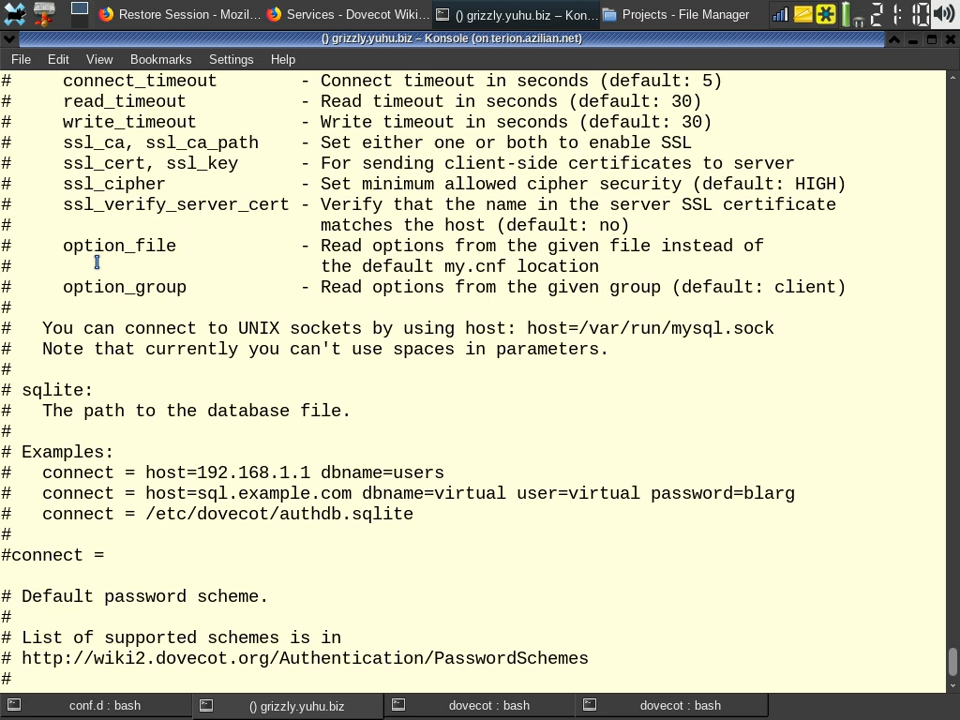 Restore Session - Mozil... Services - Dovecot Wiki... () grizzly.yuhu.biz – Kon... Projects - File Manager 21:10
() grizzly.yuhu.biz – Konsole (on terion.azilian.net)
File Edit View Bookmarks Settings Help
#     connect_timeout        - Connect timeout in seconds (default: 5)
#     read_timeout           - Read timeout in seconds (default: 30)
#     write_timeout          - Write timeout in seconds (default: 30)
#     ssl_ca, ssl_ca_path    - Set either one or both to enable SSL
#     ssl_cert, ssl_key      - For sending client-side certificates to server
#     ssl_cipher             - Set minimum allowed cipher security (default: HIGH)
#     ssl_verify_server_cert - Verify that the name in the server SSL certificate
#                              matches the host (default: no)
#     option_file            - Read options from the given file instead of
#                              the default my.cnf location
#     option_group           - Read options from the given group (default: client)
#
#   You can connect to UNIX sockets by using host: host=/var/run/mysql.sock
#   Note that currently you can't use spaces in parameters.
#
# sqlite:
#   The path to the database file.
#
# Examples:
#   connect = host=192.168.1.1 dbname=users
#   connect = host=sql.example.com dbname=virtual user=virtual password=blarg
#   connect = /etc/dovecot/authdb.sqlite
#
#connect =
# Default password scheme.
#
# List of supported schemes is in
# http://wiki2.dovecot.org/Authentication/PasswordSchemes
#
conf.d : bash () grizzly.yuhu.biz dovecot : bash dovecot : bash